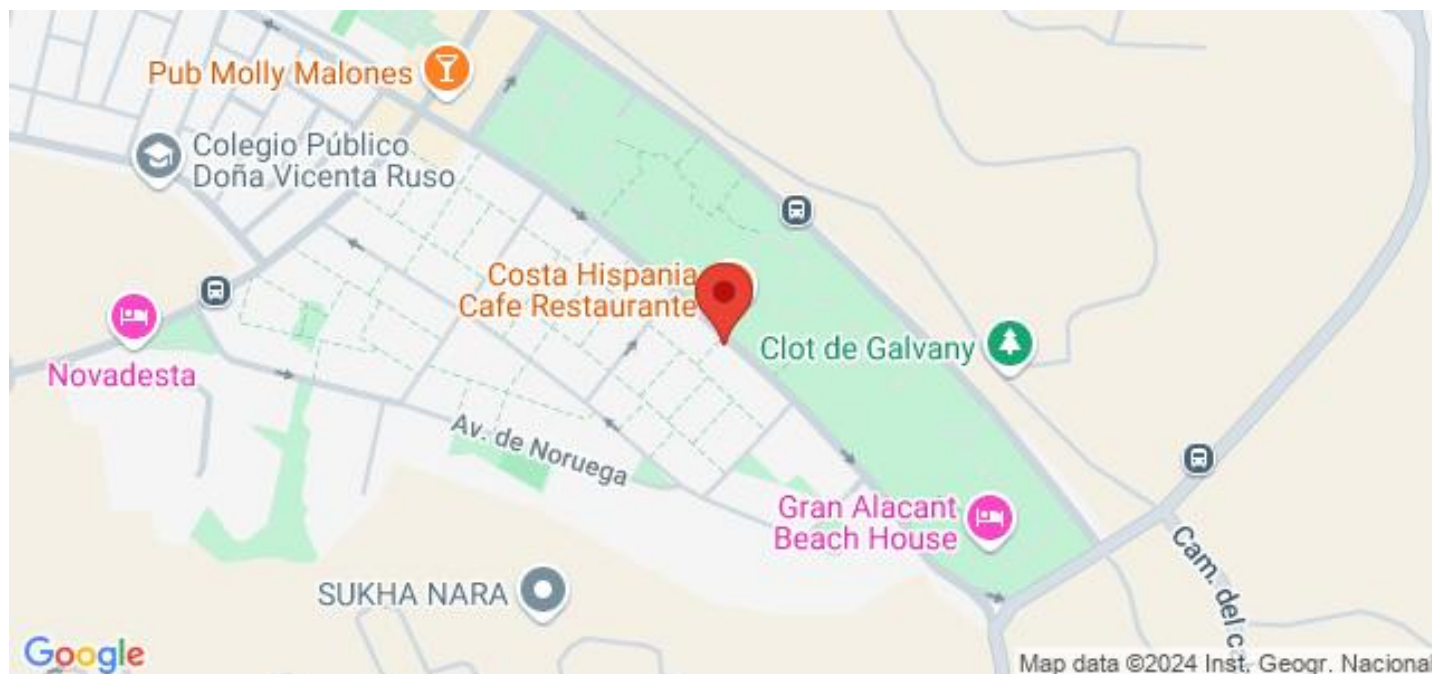 Pub Molly Malones
Colegio Público
Doña Vicenta Ruso
Costa Hispania
Cafe Restaurante
Clot de Galvany
Novadesta
Av. de Noruega
Gran Alacant
Beach House
Cam. del ca
SUKHA NARA
Google
Map data ©2024 Inst. Geogr. Nacional